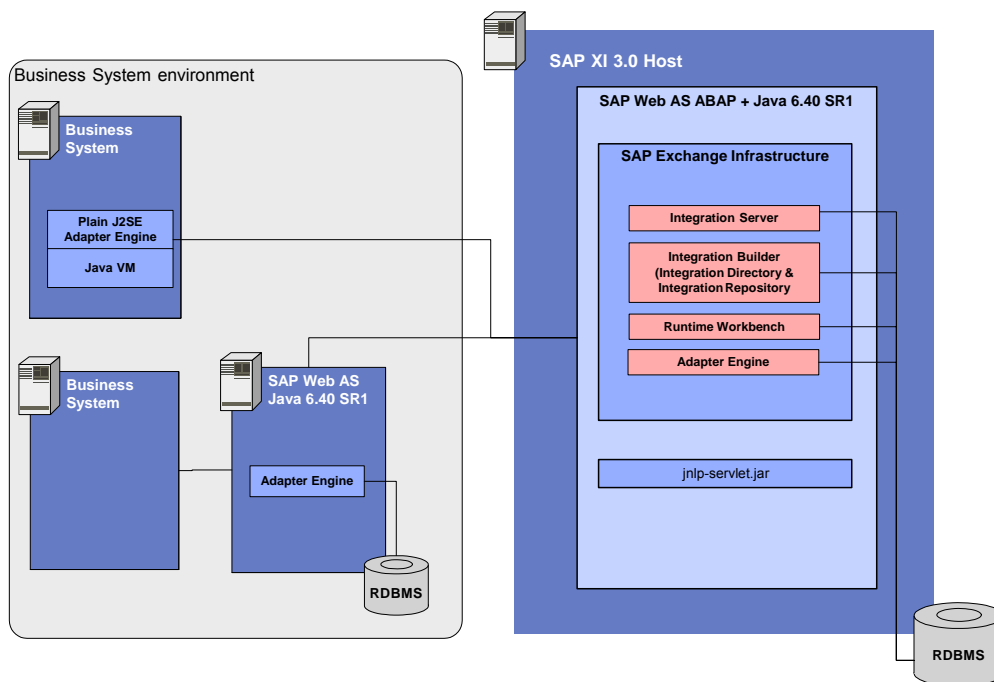 Business System environment
Business
System
Plain J2SE
Adapter Engine
Java VM
Business
System
SAP Web AS
Java 6.40 SR1
Adapter Engine
RDBMS
SAP XI 3.0 Host
SAP Web AS ABAP + Java 6.40 SR1
SAP Exchange Infrastructure
Integration Server
Integration Builder
(Integration Directory &
Integration Repository
Runtime Workbench
Adapter Engine
jnlp-servlet.jar
RDBMS